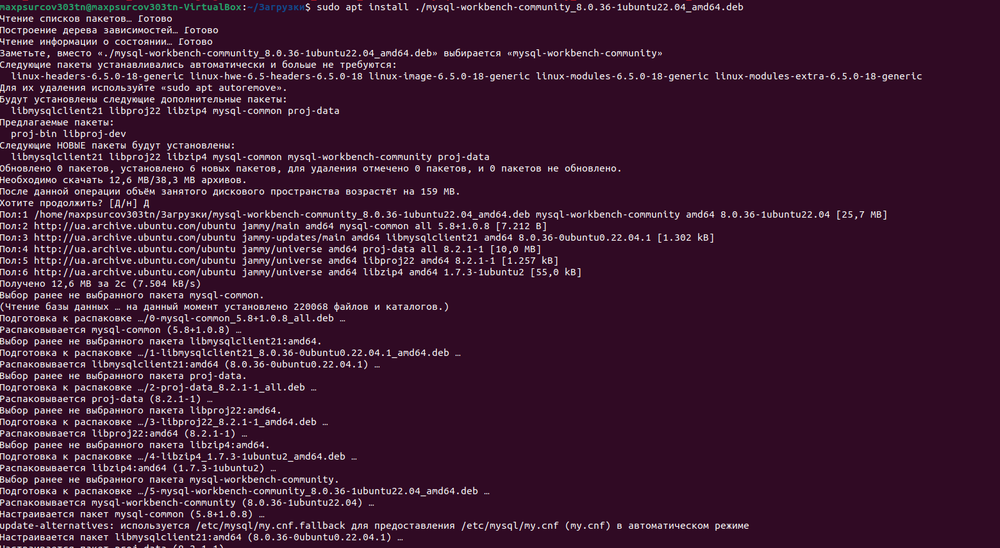 maxpsurcov303tn@maxpsurcov303tn-VirtualBox:~/Загрузки$ sudo apt install ./mysql-workbench-community_8.0.36-1ubuntu22.04_amd64.deb
Чтение списков пакетов… Готово
Построение дерева зависимостей… Готово
Чтение информации о состоянии… Готово
Заметьте, вместо «./mysql-workbench-community_8.0.36-1ubuntu22.04_amd64.deb» выбирается «mysql-workbench-community»
Следующие пакеты устанавливались автоматически и больше не требуются:
linux-headers-6.5.0-18-generic linux-hwe-6.5-headers-6.5.0-18 linux-image-6.5.0-18-generic linux-modules-6.5.0-18-generic linux-modules-extra-6.5.0-18-generic
Для их удаления используйте «sudo apt autoremove».
Будут установлены следующие дополнительные пакеты:
libmysqlclient21 libproj22 libzip4 mysql-common proj-data
Предлагаемые пакеты:
proj-bin libproj-dev
Следующие НОВЫЕ пакеты будут установлены:
libmysqlclient21 libproj22 libzip4 mysql-common mysql-workbench-community proj-data
Обновлено 0 пакетов, установлено 6 новых пакетов, для удаления отмечено 0 пакетов, и 0 пакетов не обновлено.
Необходимо скачать 12,6 MB/38,3 MB архивов.
После данной операции объём занятого дискового пространства возрастёт на 159 MB.
Хотите продолжить? [Д/н] Д
Пол:1 /home/maxpsurcov303tn/Загрузки/mysql-workbench-community_8.0.36-1ubuntu22.04_amd64.deb mysql-workbench-community amd64 8.0.36-1ubuntu22.04 [25,7 MB]
Пол:2 http://ua.archive.ubuntu.com/ubuntu jammy/main amd64 mysql-common all 5.8+1.0.8 [7.212 B]
Пол:3 http://ua.archive.ubuntu.com/ubuntu jammy-updates/main amd64 libmysqlclient21 amd64 8.0.36-0ubuntu0.22.04.1 [1.302 kB]
Пол:4 http://ua.archive.ubuntu.com/ubuntu jammy/universe amd64 proj-data all 8.2.1-1 [10,0 MB]
Пол:5 http://ua.archive.ubuntu.com/ubuntu jammy/universe amd64 libproj22 amd64 8.2.1-1 [1.257 kB]
Пол:6 http://ua.archive.ubuntu.com/ubuntu jammy/universe amd64 libzip4 amd64 1.7.3-1ubuntu2 [55,0 kB]
Получено 12,6 MB за 2с (7.504 kB/s)
Выбор ранее не выбранного пакета mysql-common.
(Чтение базы данных … на данный момент установлено 220068 файлов и каталогов.)
Подготовка к распаковке …/0-mysql-common_5.8+1.0.8_all.deb …
Распаковывается mysql-common (5.8+1.0.8) …
Выбор ранее не выбранного пакета libmysqlclient21:amd64.
Подготовка к распаковке …/1-libmysqlclient21_8.0.36-0ubuntu0.22.04.1_amd64.deb …
Распаковывается libmysqlclient21:amd64 (8.0.36-0ubuntu0.22.04.1) …
Выбор ранее не выбранного пакета proj-data.
Подготовка к распаковке …/2-proj-data_8.2.1-1_all.deb …
Распаковывается proj-data (8.2.1-1) …
Выбор ранее не выбранного пакета libproj22:amd64.
Подготовка к распаковке …/3-libproj22_8.2.1-1_amd64.deb …
Распаковывается libproj22:amd64 (8.2.1-1) …
Выбор ранее не выбранного пакета libzip4:amd64.
Подготовка к распаковке …/4-libzip4_1.7.3-1ubuntu2_amd64.deb …
Распаковывается libzip4:amd64 (1.7.3-1ubuntu2) …
Выбор ранее не выбранного пакета mysql-workbench-community.
Подготовка к распаковке …/5-mysql-workbench-community_8.0.36-1ubuntu22.04_amd64.deb …
Распаковывается mysql-workbench-community (8.0.36-1ubuntu22.04) …
Настраивается пакет mysql-common (5.8+1.0.8) …
update-alternatives: используется /etc/mysql/my.cnf.fallback для предоставления /etc/mysql/my.cnf (my.cnf) в автоматическом режиме
Настраивается пакет libmysqlclient21:amd64 (8.0.36-0ubuntu0.22.04.1) …
Настраивается пакет proj-data (8.2.1-1)